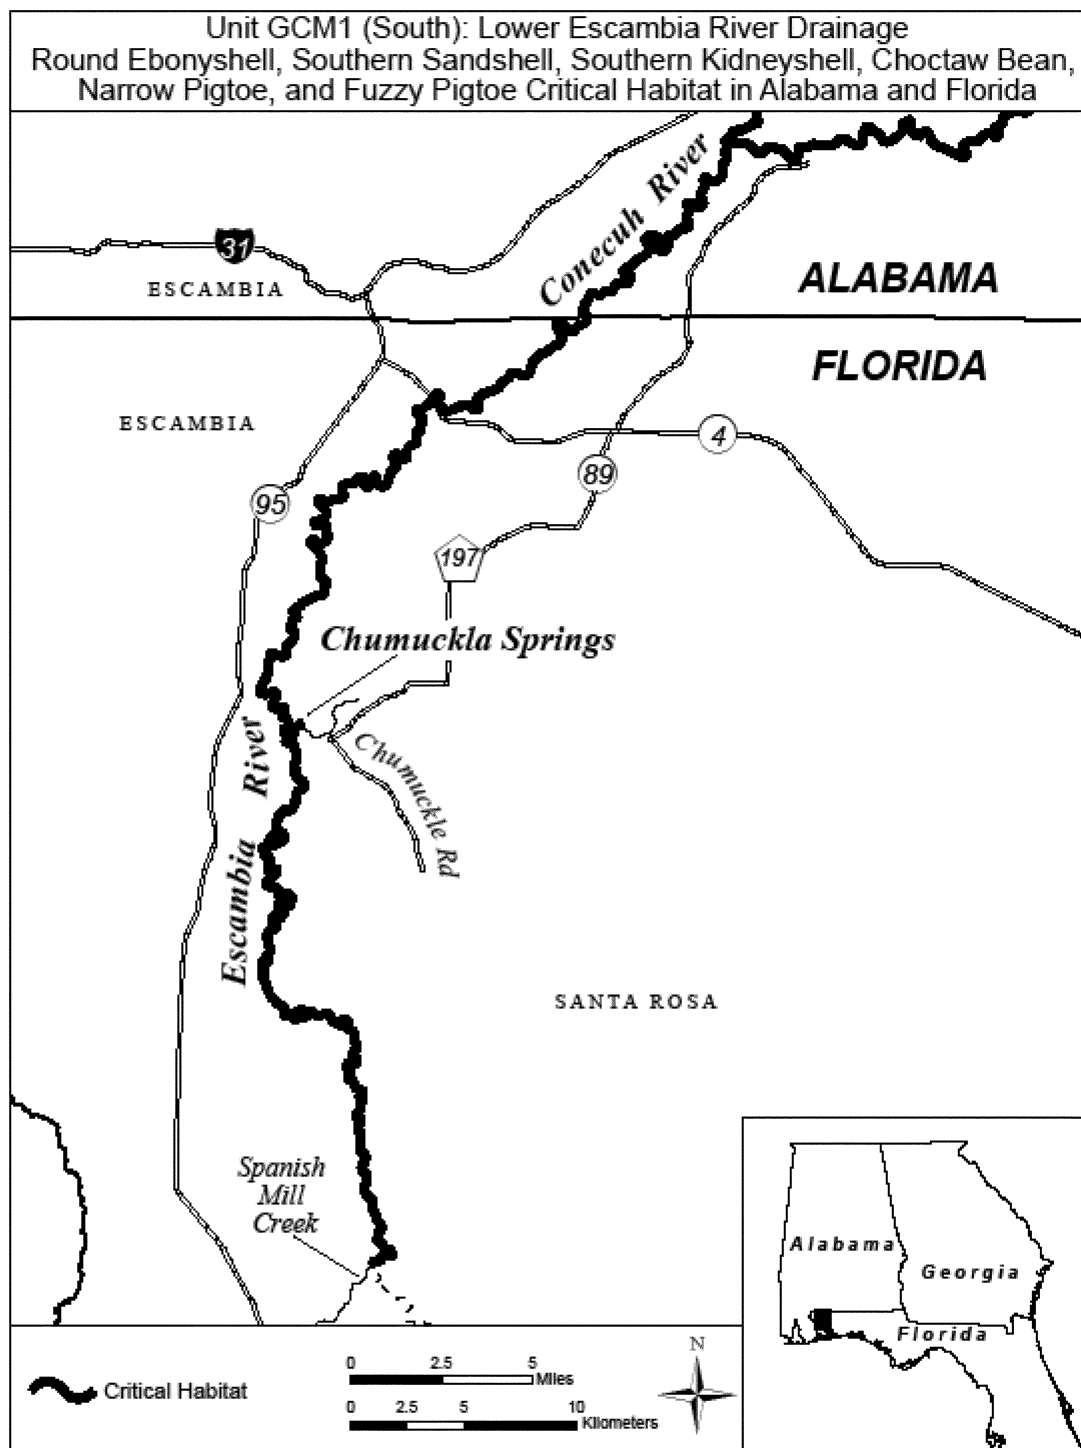 Unit GCM1 (South): Lower Escambia River Drainage
Round Ebonyshell, Southern Sandshell, Southern Kidneyshell, Choctaw Bean,
Narrow Pigtoe, and Fuzzy Pigtoe Critical Habitat in Alabama and Florida
Conecuh River
31
ESCAMBIA
ALABAMA
FLORIDA
ESCAMBIA
4
89
95
197
Chumuckla Springs
Chumuckle Rd
Escambia River
SANTA ROSA
Spanish
Mill
Creek
Alabama
Georgia
Florida
Critical Habitat
0 2.5 5
Miles
0 2.5 5 10
Kilometers
N